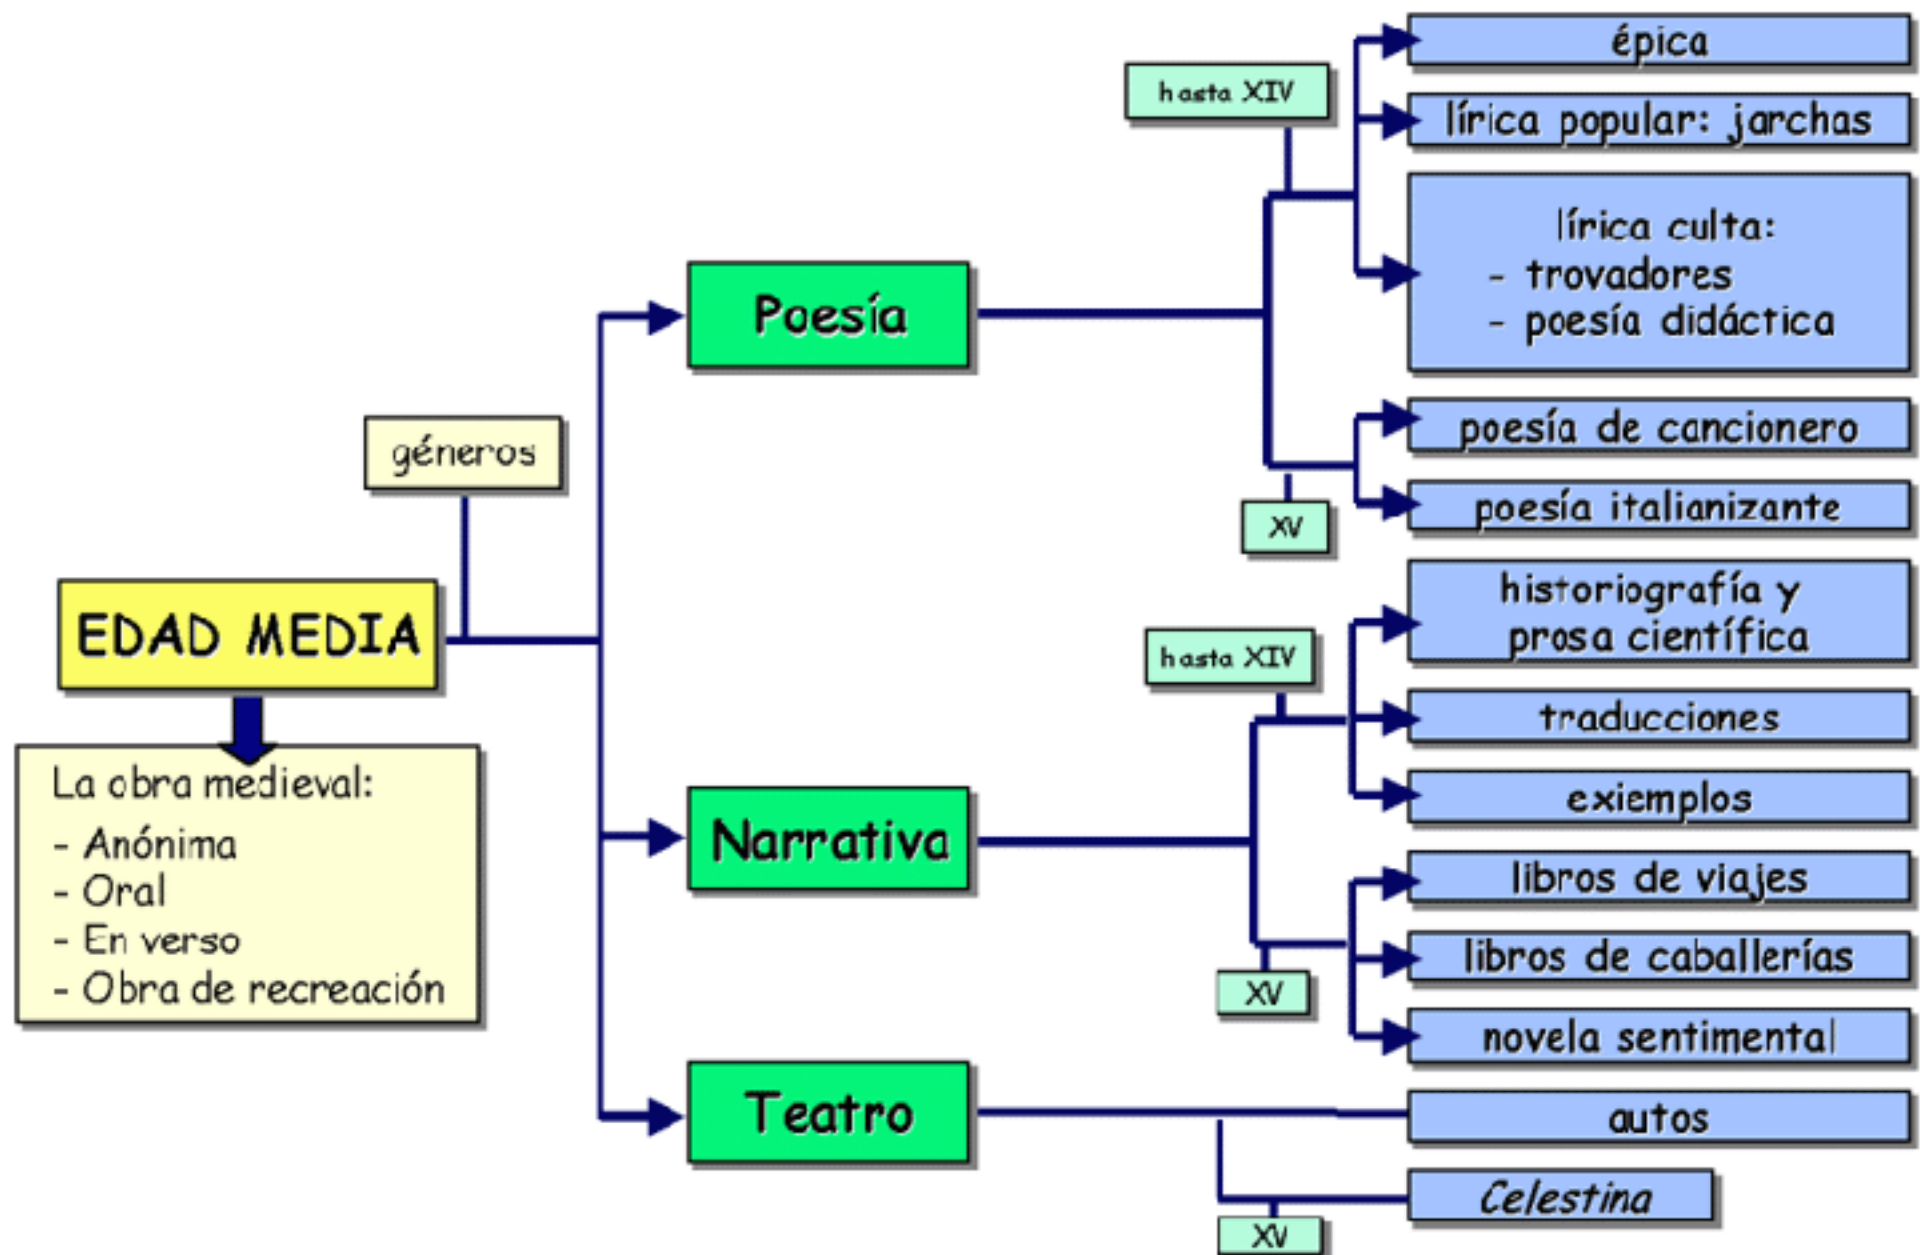 EDAD MEDIA
La obra medieval:
- Anónima
- Oral
- En verso
- Obra de recreación
géneros
Poesía
hasta XIV
épica
lírica popular: jarchas
lírica culta:
- trovadores
- poesía didáctica
XV
poesía de cancionero
poesía italianizante
Narrativa
hasta XIV
historiografía y
prosa científica
traducciones
exiemplos
XV
libros de viajes
libros de caballerías
novela sentimental
Teatro
autos
XV
Celestina